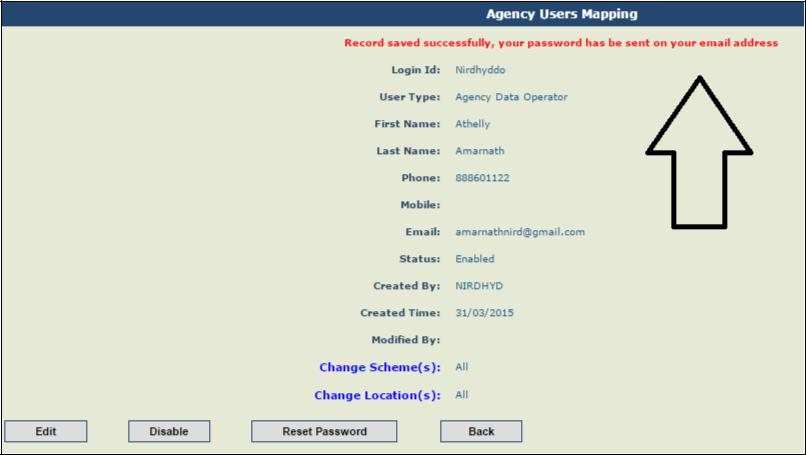 Agency Users Mapping
Record saved successfully, your password has be sent on your email address
Login Id: Nirdhyddo
User Type: Agency Data Operator
First Name: Athelly
Last Name: Amarnath
Phone: 888601122
Mobile:
Email: amarnathnird@gmail.com
Status: Enabled
Created By: NIRDHYD
Created Time: 31/03/2015
Modified By:
Change Scheme(s): All
Change Location(s): All
Edit Disable Reset Password Back